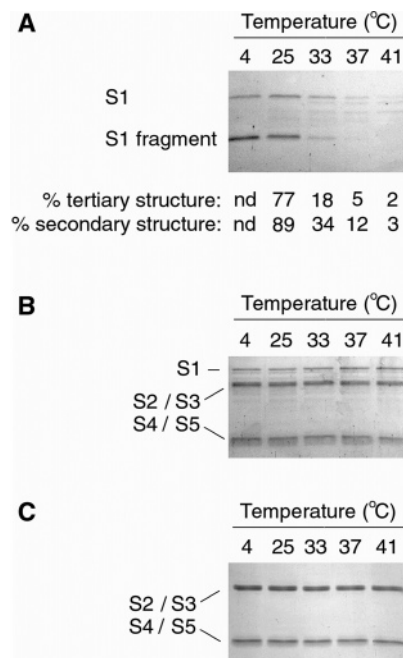 A
Temperature (°C)
4 25 33 37 41
S1
S1 fragment
% tertiary structure: nd 77 18 5 2
% secondary structure: nd 89 34 12 3
B
Temperature (°C)
4 25 33 37 41
S1
S2 / S3
S4 / S5
C
Temperature (°C)
4 25 33 37 41
S2 / S3
S4 / S5